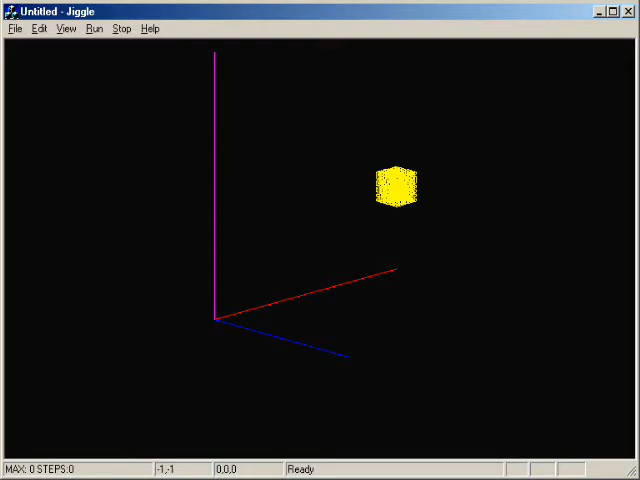 Untitled - Jiggle
File Edit View Run Stop Help
MAX: 0 STEPS:0 -1,-1 0,0,0 Ready